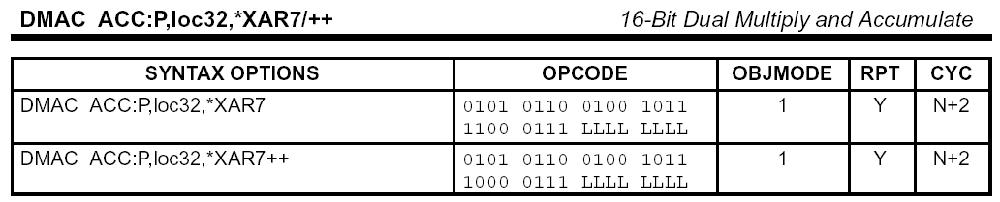 DMAC ACC:P,loc32,*XAR7/++ 16-Bit Dual Multiply and Accumulate
SYNTAX OPTIONS OPCODE OBJMODE RPT CYC
DMAC ACC:P,loc32,*XAR7 0101 0110 0100 1011 1 Y N+2
1100 0111 LLLL LLLL
DMAC ACC:P,loc32,*XAR7++ 0101 0110 0100 1011 1 Y N+2
1000 0111 LLLL LLLL